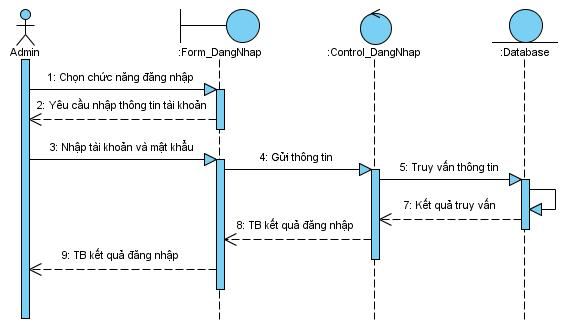 Admin
:Form_DangNhap
:Control_DangNhap
:Database
1: Chọn chức năng đăng nhập
2: Yêu cầu nhập thông tin tài khoản
3: Nhập tài khoản và mật khẩu
4: Gửi thông tin
5: Truy vấn thông tin
7: Kết quả truy vấn
8: TB kết quả đăng nhập
9: TB kết quả đăng nhập